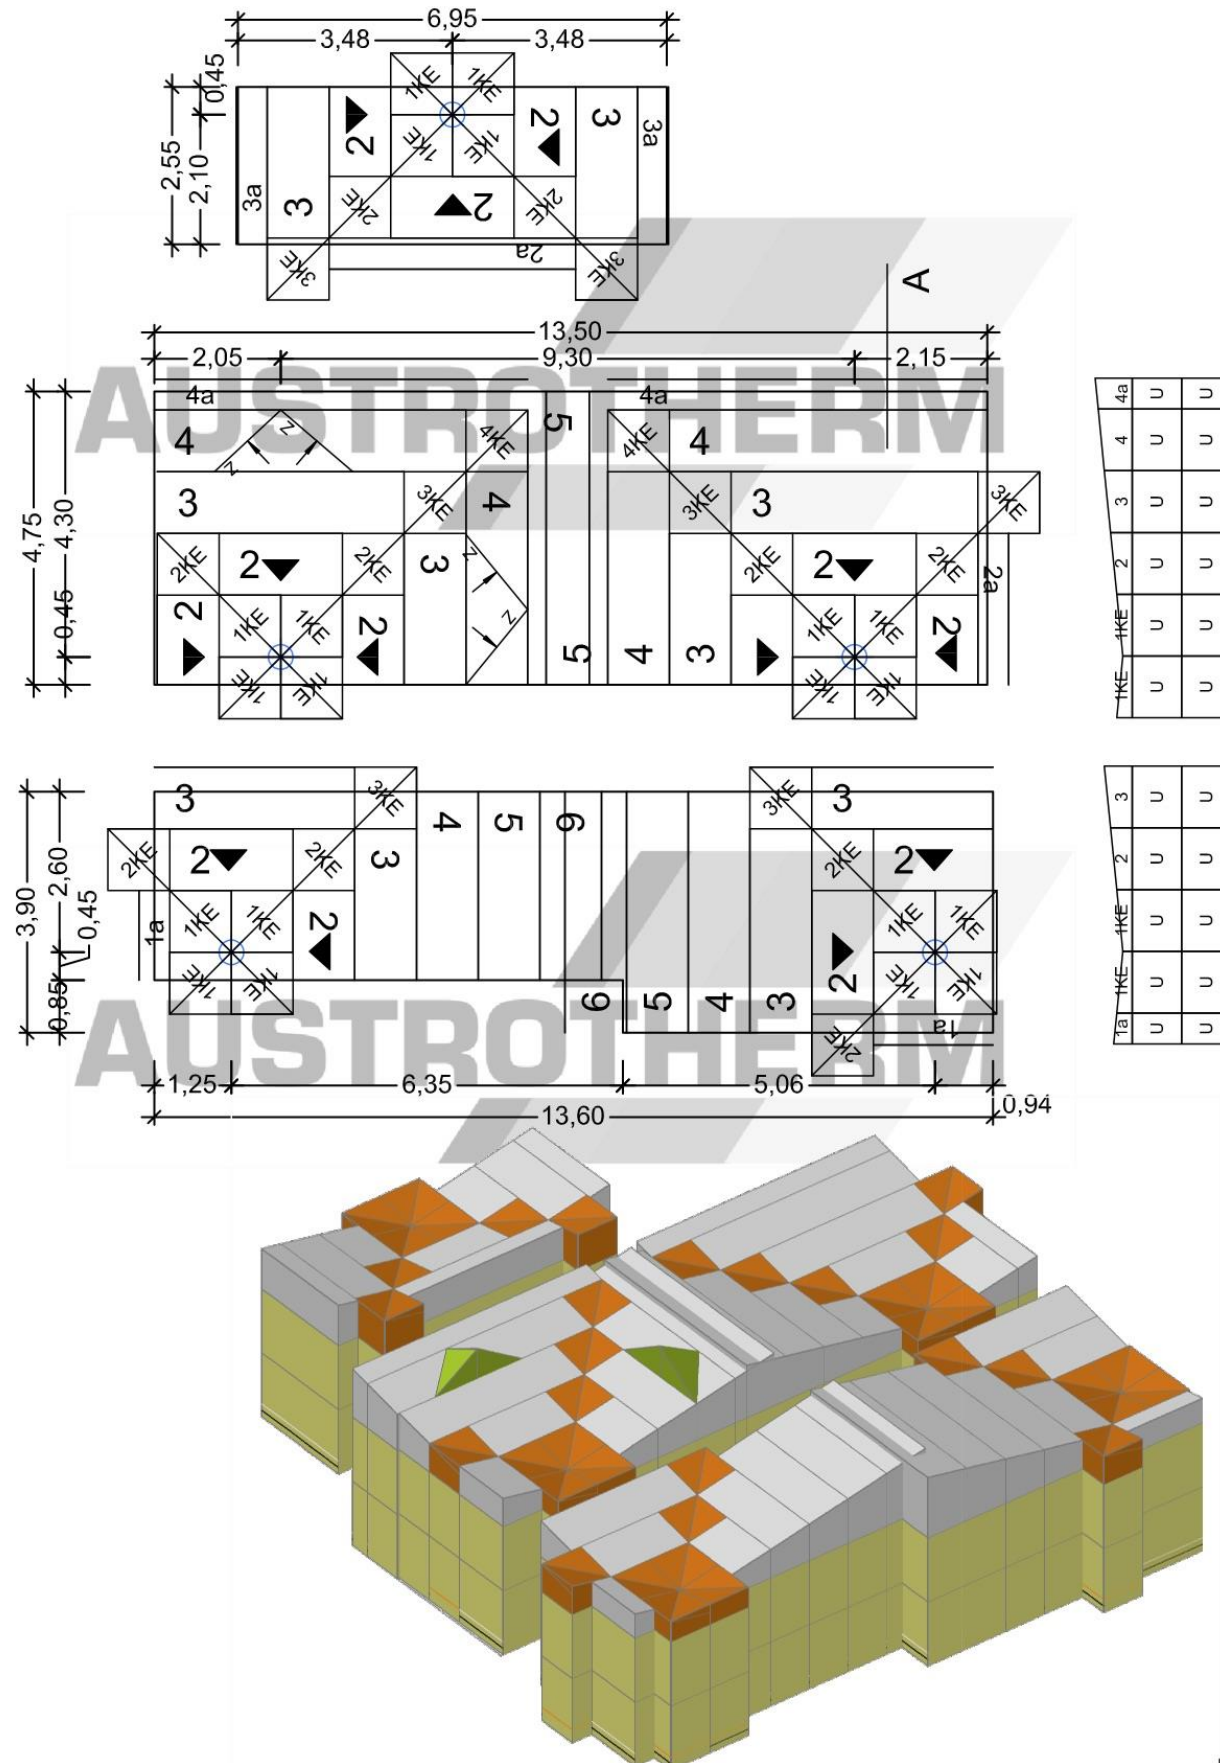 6,95
3,48 3,48
0,45
2,55
2,10
1KE 1KE
1KE 1KE
2 2 3 3a
3a 3 2KE 2 2KE
3KE 2a 3KE
A
13,50
2,05 9,30 2,15
AUSTROTHERM
4a 5 4a
4 z z 4KE 4KE 4
3 3KE 4 3KE 3 3KE
4,75
4,30
0,45
2KE 2 2KE 3 z 2KE 2 2KE 2a
2 1KE 1KE 2 z 5 4 3 1KE 1KE 2
1KE 1KE 1KE 1KE
4a U U
4 U U
3 U U
2 U U
1KE U U
1KE U U
3 3KE 4 5 6 3KE 3
2KE 2 2KE 3 2KE 2
3,90
2,60
0,45
0,85
1a 1KE 1KE 2 1KE 1KE
1KE 1KE 2 1KE 1KE
6 5 4 3 2KE 1a
AUSTROTHERM
3 U U
2 U U
1KE U U
1KE U U
1a U U
1,25 6,35 5,06
0,94
13,60